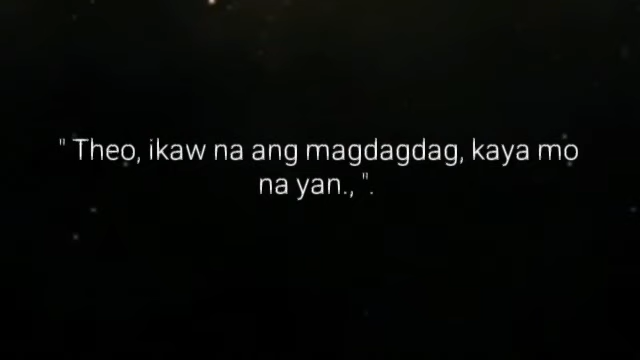 " Theo, ikaw na ang magdagdag, kaya mo
na yan., ".